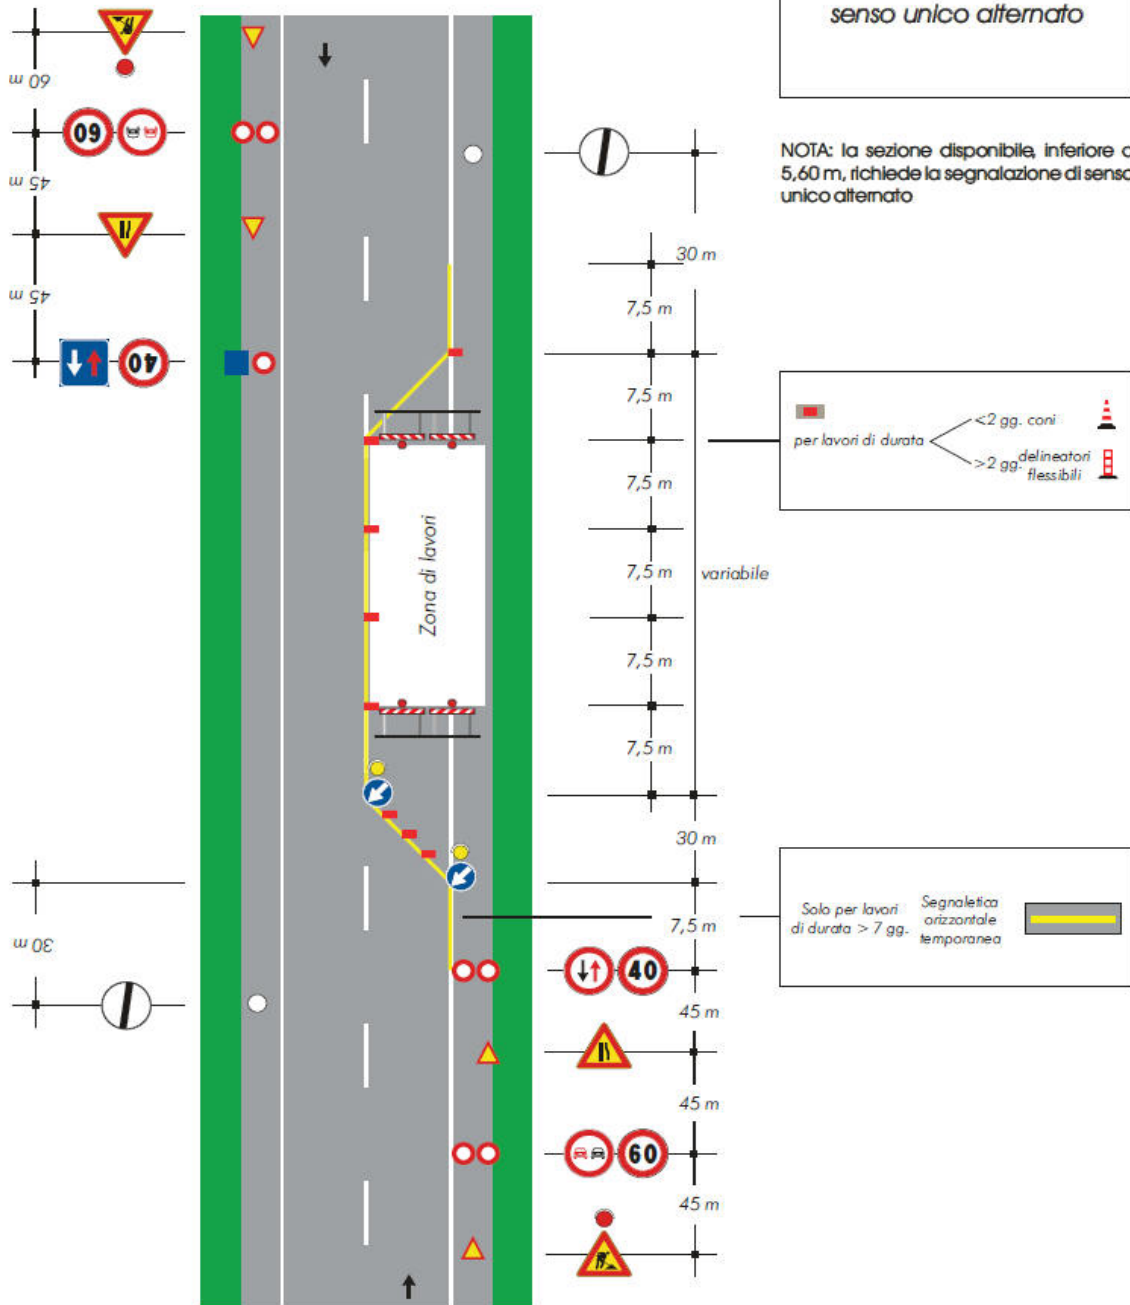 senso unico alternato
NOTA: la sezione disponibile, inferiore a
5,60 m, richiede la segnalazione di senso
unico alternato
60 m
60
45 m
45 m
40
30 m
7,5 m
7,5 m
7,5 m
7,5 m
variabile
7,5 m
7,5 m
30 m
7,5 m
45 m
45 m
45 m
Zona di lavori
per lavori di durata
<2 gg. coni
>2 gg. delineatori
flessibili
Solo per lavori
di durata > 7 gg.
Segnaletica
orizzontale
temporanea
40
60
30 m